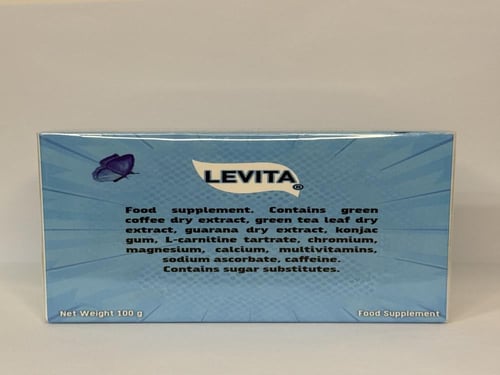 LEVITA®
Food supplement. Contains green
coffee dry extract, green tea leaf dry
extract, guarana dry extract, konjac
gum, L-carnitine tartrate, chromium,
magnesium, calcium, multivitamins,
sodium ascorbate, caffeine.
Contains sugar substitutes.
Net Weight 100 g
Food Supplement